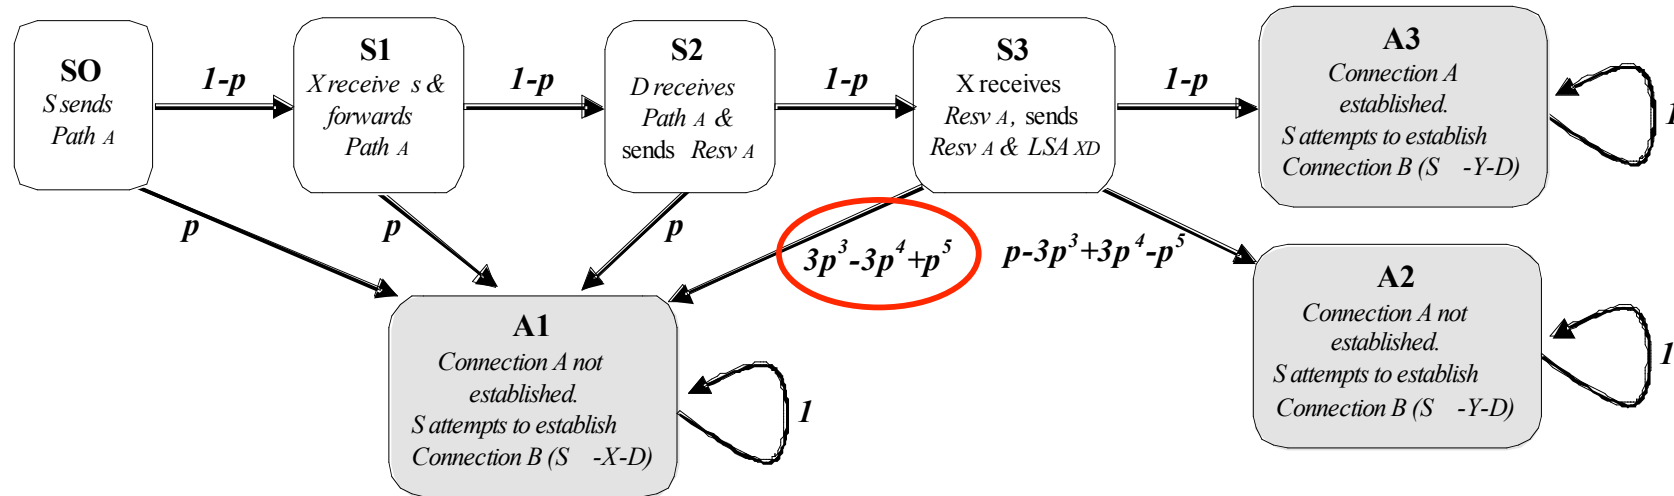 SO
S sends
Path A
1-p
S1
X receive s &
forwards
Path A
1-p
S2
D receives
Path A &
sends Resv A
1-p
S3
X receives
Resv A, sends
Resv A & LSA XD
1-p
A3
Connection A
established.
S attempts to establish
Connection B (S -Y-D)
1
p
p
p
3p³-3p⁴+p⁵
p-3p³+3p⁴-p⁵
A1
Connection A not
established.
S attempts to establish
Connection B (S -X-D)
1
A2
Connection A not
established.
S attempts to establish
Connection B (S -Y-D)
1